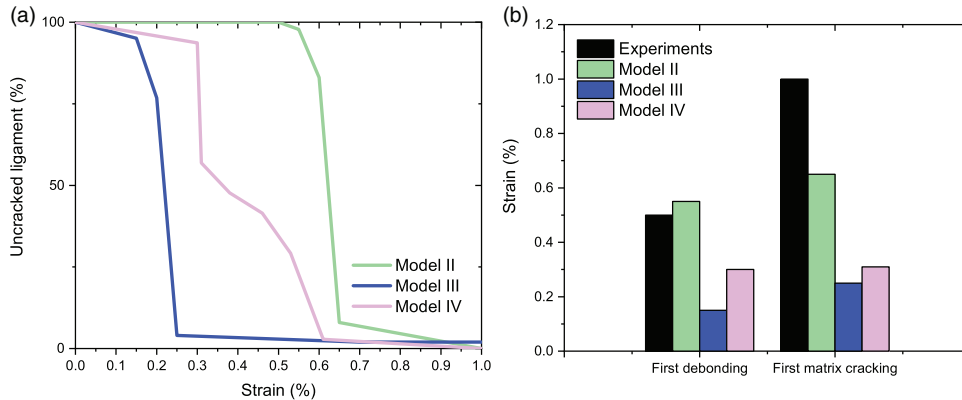 (a)
100
50
0
Uncracked ligament (%)
0.0 0.1 0.2 0.3 0.4 0.5 0.6 0.7 0.8 0.9 1.0
Strain (%)
Model II
Model III
Model IV
(b)
1.2
1.0
0.8
0.6
0.4
0.2
0.0
Strain (%)
Experiments
Model II
Model III
Model IV
First debonding First matrix cracking